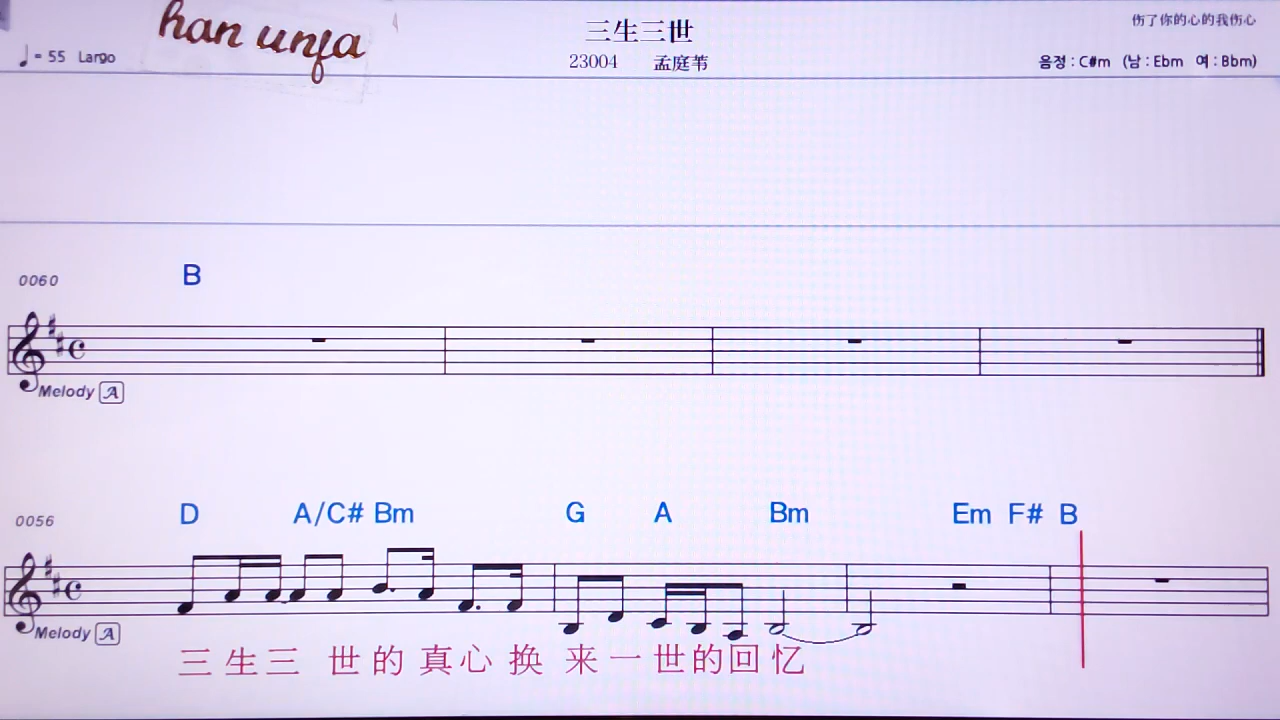 han unfa
三生三世
伤了你的心的我伤心
♩= 55 Largo
23004 孟庭苇
음정 : C#m (남 : Ebm 여 : Bbm)
0060
B
Melody A
0056
D A/C# Bm G A Bm Em F# B
Melody A
三生三 世的真心换 来一世的回忆